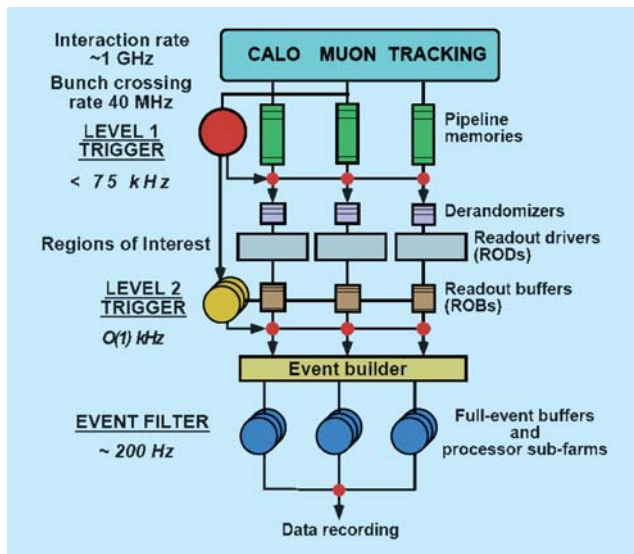 Interaction rate
~1 GHz
CALO MUON TRACKING
Bunch crossing
rate 40 MHz
LEVEL 1
TRIGGER
< 75 kHz
Pipeline
memories
Derandomizers
Regions of Interest
Readout drivers
(RODs)
LEVEL 2
TRIGGER
O(1) kHz
Readout buffers
(ROBs)
Event builder
EVENT FILTER
~ 200 Hz
Full-event buffers
and
processor sub-farms
Data recording